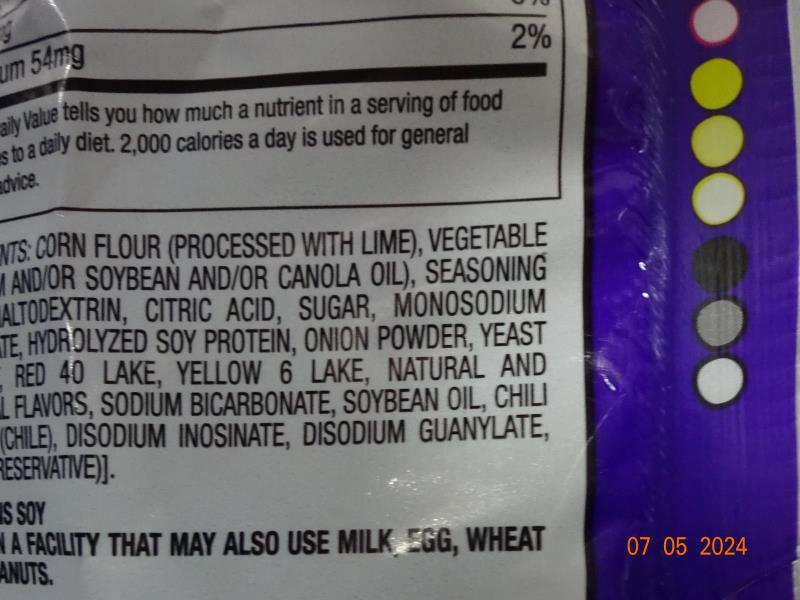 2%
um 54mg
aily Value tells you how much a nutrient in a serving of food
es to a daily diet. 2,000 calories a day is used for general
advice.
NTS: CORN FLOUR (PROCESSED WITH LIME), VEGETABLE
M AND/OR SOYBEAN AND/OR CANOLA OIL), SEASONING
ALTODEXTRIN, CITRIC ACID, SUGAR, MONOSODIUM
TE, HYDROLYZED SOY PROTEIN, ONION POWDER, YEAST
, RED 40 LAKE, YELLOW 6 LAKE, NATURAL AND
L FLAVORS, SODIUM BICARBONATE, SOYBEAN OIL, CHILI
(CHILE), DISODIUM INOSINATE, DISODIUM GUANYLATE,
RESERVATIVE)].
NS SOY
N A FACILITY THAT MAY ALSO USE MILK, EGG, WHEAT
ANUTS.
07 05 2024